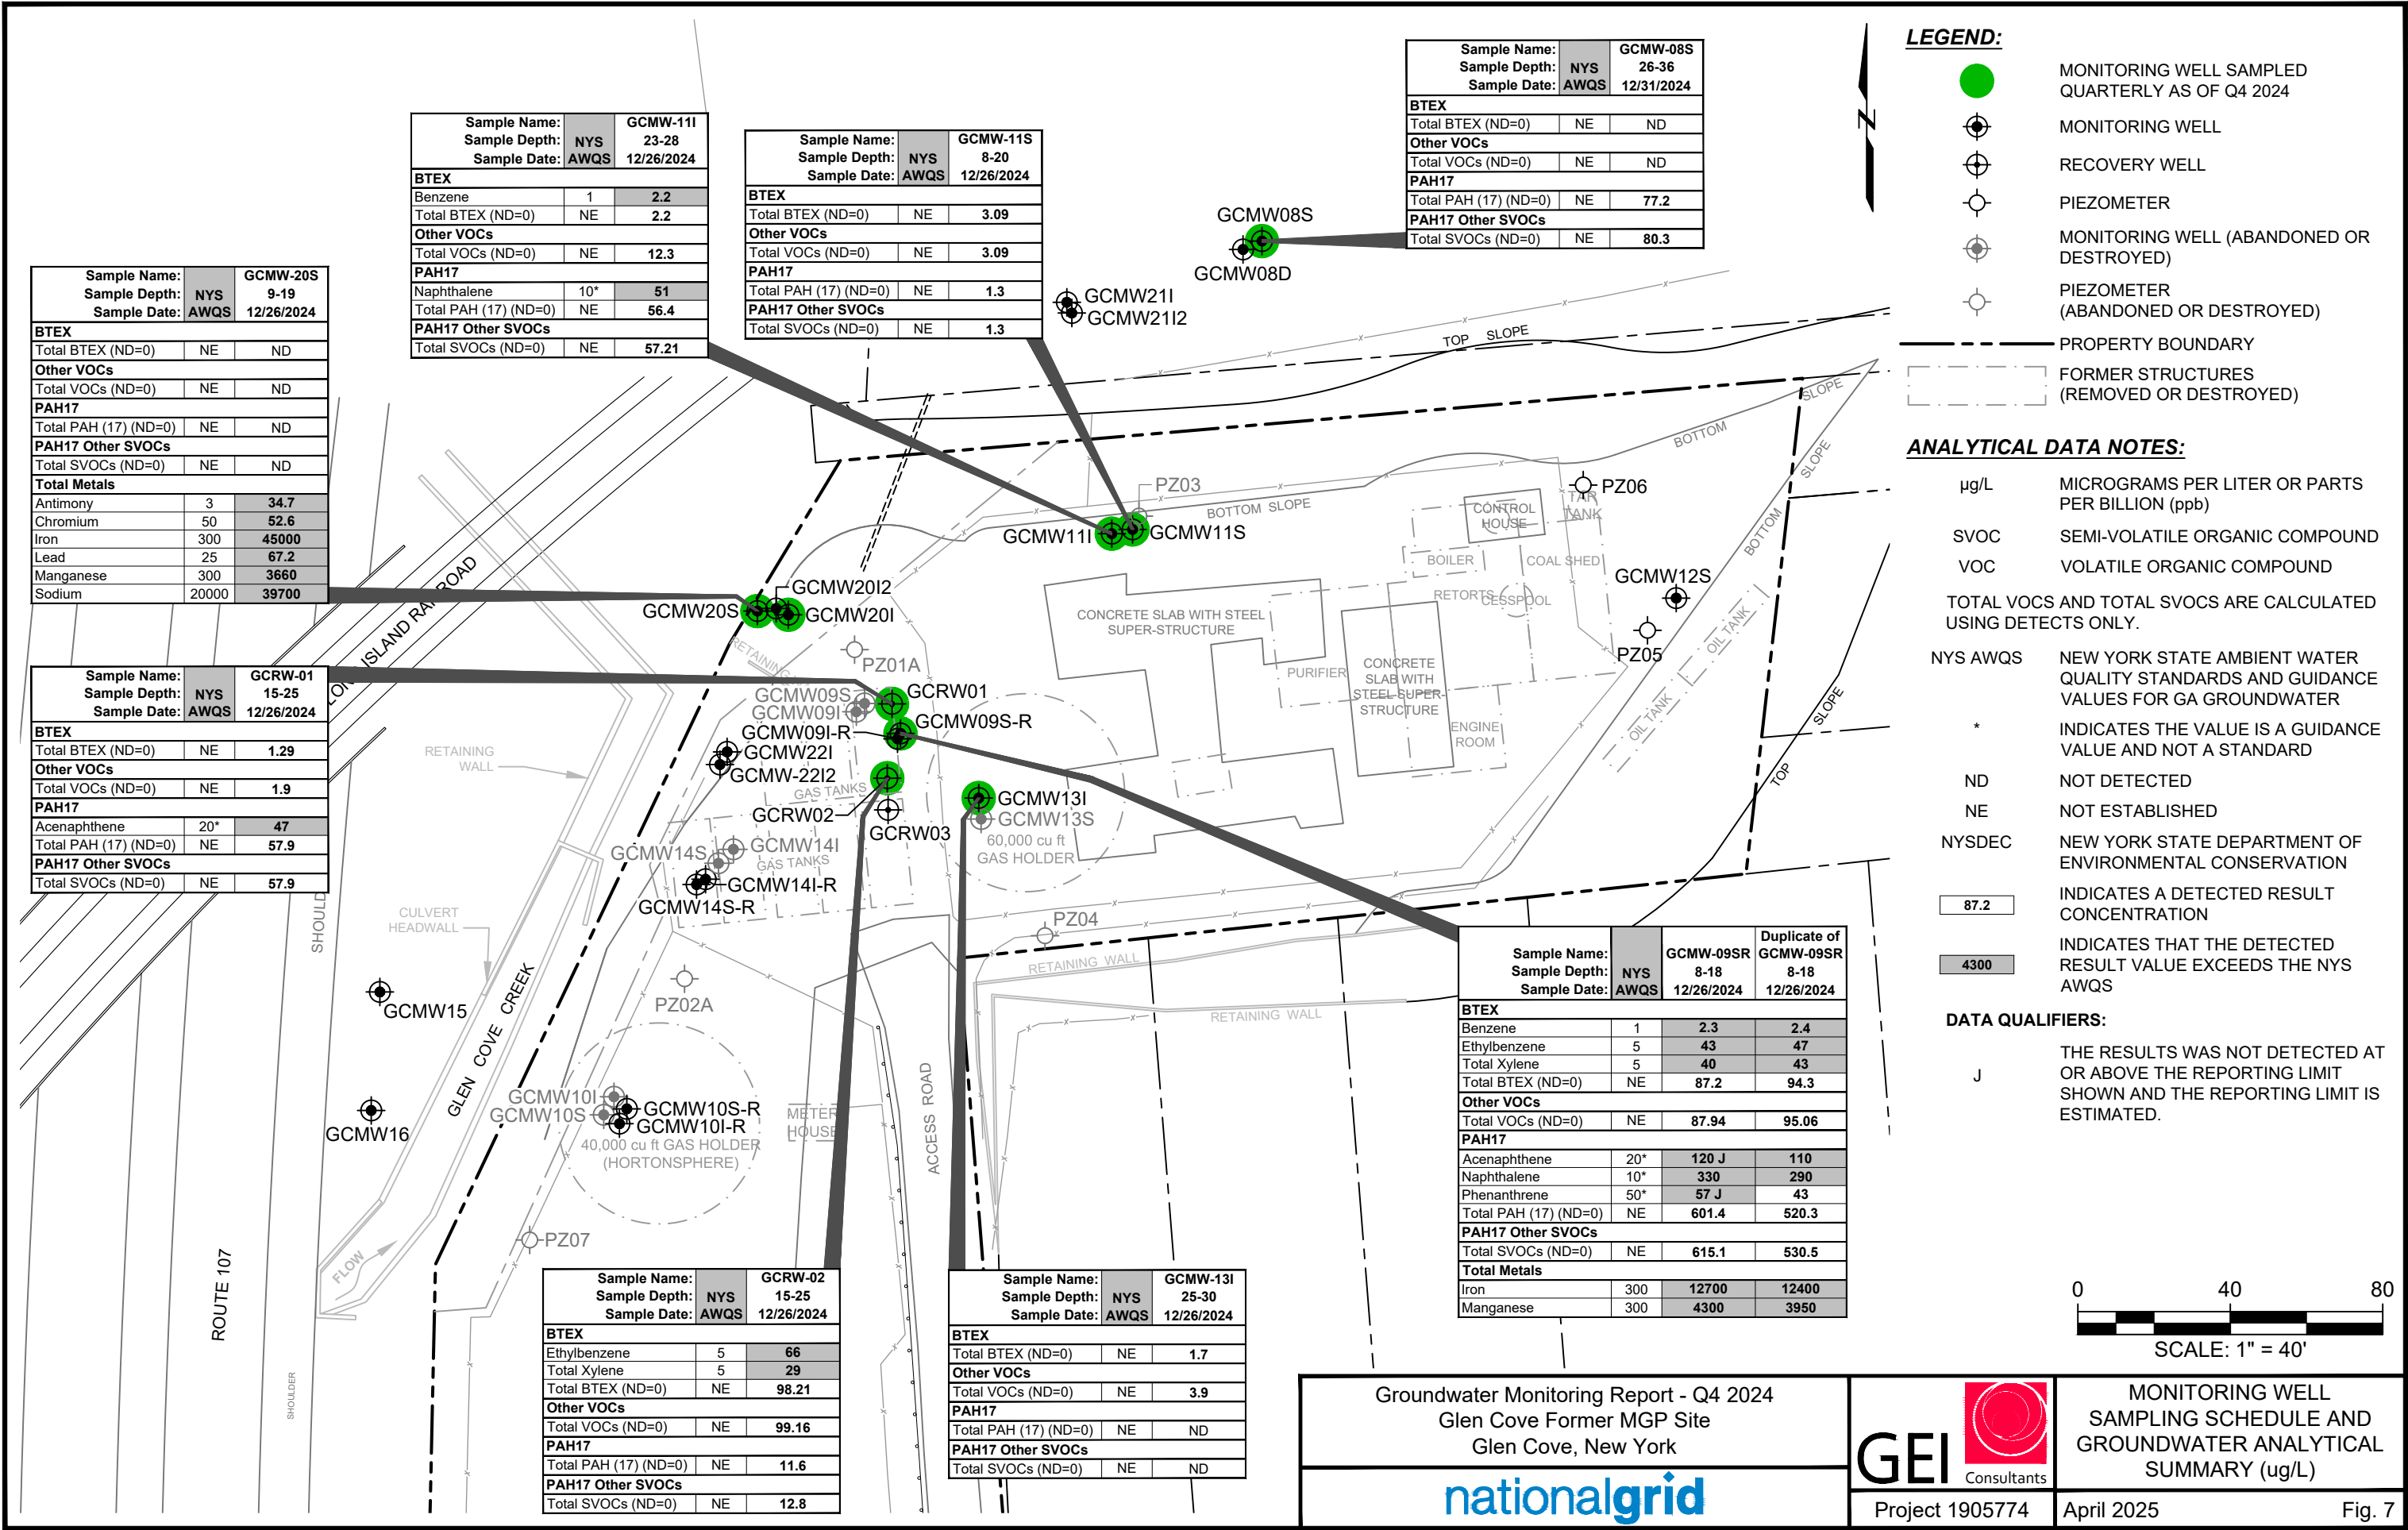 Sample Name: NYS AWQS GCMW-11I
Sample Depth: 23-28
Sample Date: 12/26/2024
BTEX
Benzene 1 2.2
Total BTEX (ND=0) NE 2.2
Other VOCs
Total VOCs (ND=0) NE 12.3
PAH17
Naphthalene 10* 51
Total PAH (17) (ND=0) NE 56.4
PAH17 Other SVOCs
Total SVOCs (ND=0) NE 57.21
Sample Name: NYS AWQS GCMW-11S
Sample Depth: 8-20
Sample Date: 12/26/2024
BTEX
Total BTEX (ND=0) NE 3.09
Other VOCs
Total VOCs (ND=0) NE 3.09
PAH17
Total PAH (17) (ND=0) NE 1.3
PAH17 Other SVOCs
Total SVOCs (ND=0) NE 1.3
Sample Name: NYS AWQS GCMW-08S
Sample Depth: 26-36
Sample Date: 12/31/2024
BTEX
Total BTEX (ND=0) NE ND
Other VOCs
Total VOCs (ND=0) NE ND
PAH17
Total PAH (17) (ND=0) NE 77.2
PAH17 Other SVOCs
Total SVOCs (ND=0) NE 80.3
Sample Name: NYS AWQS GCMW-20S
Sample Depth: 9-19
Sample Date: 12/26/2024
BTEX
Total BTEX (ND=0) NE ND
Other VOCs
Total VOCs (ND=0) NE ND
PAH17
Total PAH (17) (ND=0) NE ND
PAH17 Other SVOCs
Total SVOCs (ND=0) NE ND
Total Metals
Antimony 3 34.7
Chromium 50 52.6
Iron 300 45000
Lead 25 67.2
Manganese 300 3660
Sodium 20000 39700
Sample Name: NYS AWQS GCRW-01
Sample Depth: 15-25
Sample Date: 12/26/2024
BTEX
Total BTEX (ND=0) NE 1.29
Other VOCs
Total VOCs (ND=0) NE 1.9
PAH17
Acenaphthene 20* 47
Total PAH (17) (ND=0) NE 57.9
PAH17 Other SVOCs
Total SVOCs (ND=0) NE 57.9
GCMW08S
GCMW08D
GCMW21I
GCMW21I2
TOP SLOPE
SLOPE
BOTTOM
SLOPE
BOTTOM
PZ03
BOTTOM SLOPE
GCMW11I
GCMW11S
PZ06
TAR
TANK
CONTROL
HOUSE
BOILER
COAL SHED
RETORTS
CESSPOOL
GCMW12S
PZ05
OIL TANK
OIL TANK
TOP
SLOPE
GCMW20I2
GCMW20S
GCMW20I
CONCRETE SLAB WITH STEEL
SUPER-STRUCTURE
PURIFIER
CONCRETE
SLAB WITH
STEEL SUPER-
STRUCTURE
ENGINE
ROOM
ISLAND RAILROAD
RETAINING
PZ01A
GCMW09S
GCMW09I
GCRW01
GCMW09S-R
GCMW09I-R
GCMW22I
GCMW-22I2
GAS TANKS
GCRW02
GCRW03
GCMW13I
GCMW13S
60,000 cu ft
GAS HOLDER
RETAINING
WALL
GCMW14I
GCMW14S
GAS TANKS
GCMW14I-R
GCMW14S-R
CULVERT
HEADWALL
SHOULD
PZ04
RETAINING WALL
RETAINING WALL
PZ02A
GCMW15
GLEN COVE CREEK
GCMW16
GCMW10I
GCMW10S
GCMW10S-R
GCMW10I-R
40,000 cu ft GAS HOLDER
(HORTONSPHERE)
METER
HOUSE
ACCESS ROAD
PZ07
FLOW
ROUTE 107
SHOULDER
Sample Name: NYS AWQS GCRW-02
Sample Depth: 15-25
Sample Date: 12/26/2024
BTEX
Ethylbenzene 5 66
Total Xylene 5 29
Total BTEX (ND=0) NE 98.21
Other VOCs
Total VOCs (ND=0) NE 99.16
PAH17
Total PAH (17) (ND=0) NE 11.6
PAH17 Other SVOCs
Total SVOCs (ND=0) NE 12.8
Sample Name: NYS AWQS GCMW-13I
Sample Depth: 25-30
Sample Date: 12/26/2024
BTEX
Total BTEX (ND=0) NE 1.7
Other VOCs
Total VOCs (ND=0) NE 3.9
PAH17
Total PAH (17) (ND=0) NE ND
PAH17 Other SVOCs
Total SVOCs (ND=0) NE ND
Duplicate of
Sample Name: NYS AWQS GCMW-09SR GCMW-09SR
Sample Depth: 8-18 8-18
Sample Date: 12/26/2024 12/26/2024
BTEX
Benzene 1 2.3 2.4
Ethylbenzene 5 43 47
Total Xylene 5 40 43
Total BTEX (ND=0) NE 87.2 94.3
Other VOCs
Total VOCs (ND=0) NE 87.94 95.06
PAH17
Acenaphthene 20* 120 J 110
Naphthalene 10* 330 290
Phenanthrene 50* 57 J 43
Total PAH (17) (ND=0) NE 601.4 520.3
PAH17 Other SVOCs
Total SVOCs (ND=0) NE 615.1 530.5
Total Metals
Iron 300 12700 12400
Manganese 300 4300 3950
N
LEGEND:
MONITORING WELL SAMPLED
QUARTERLY AS OF Q4 2024
MONITORING WELL
RECOVERY WELL
PIEZOMETER
MONITORING WELL (ABANDONED OR
DESTROYED)
PIEZOMETER
(ABANDONED OR DESTROYED)
PROPERTY BOUNDARY
FORMER STRUCTURES
(REMOVED OR DESTROYED)
ANALYTICAL DATA NOTES:
µg/L MICROGRAMS PER LITER OR PARTS
PER BILLION (ppb)
SVOC SEMI-VOLATILE ORGANIC COMPOUND
VOC VOLATILE ORGANIC COMPOUND
TOTAL VOCS AND TOTAL SVOCS ARE CALCULATED
USING DETECTS ONLY.
NYS AWQS NEW YORK STATE AMBIENT WATER
QUALITY STANDARDS AND GUIDANCE
VALUES FOR GA GROUNDWATER
* INDICATES THE VALUE IS A GUIDANCE
VALUE AND NOT A STANDARD
ND NOT DETECTED
NE NOT ESTABLISHED
NYSDEC NEW YORK STATE DEPARTMENT OF
ENVIRONMENTAL CONSERVATION
87.2 INDICATES A DETECTED RESULT
CONCENTRATION
4300 INDICATES THAT THE DETECTED
RESULT VALUE EXCEEDS THE NYS
AWQS
DATA QUALIFIERS:
J THE RESULTS WAS NOT DETECTED AT
OR ABOVE THE REPORTING LIMIT
SHOWN AND THE REPORTING LIMIT IS
ESTIMATED.
0 40 80
SCALE: 1" = 40'
Groundwater Monitoring Report - Q4 2024
Glen Cove Former MGP Site
Glen Cove, New York
nationalgrid
GEI Consultants
Project 1905774
MONITORING WELL
SAMPLING SCHEDULE AND
GROUNDWATER ANALYTICAL
SUMMARY (ug/L)
April 2025 Fig. 7